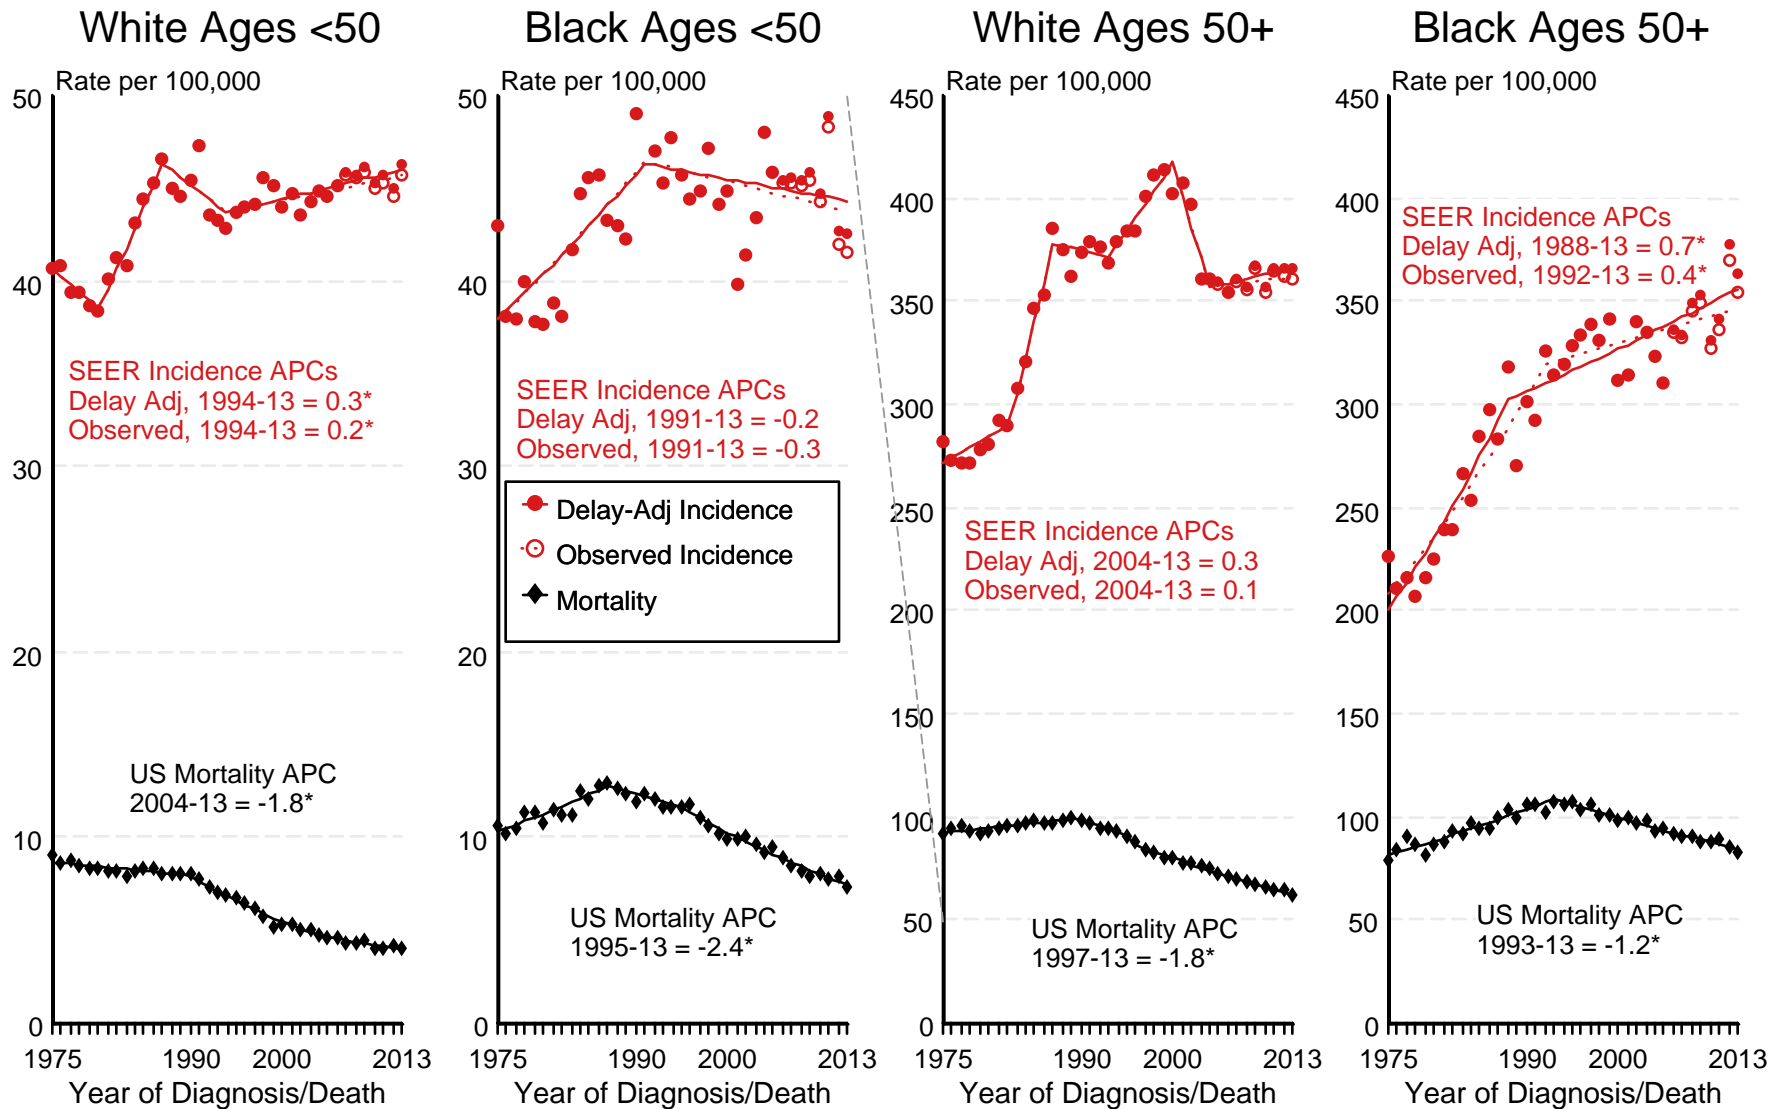 White Ages <50
Rate per 100,000
50
40
30
20
10
0
SEER Incidence APCs
Delay Adj, 1994-13 = 0.3*
Observed, 1994-13 = 0.2*
US Mortality APC
2004-13 = -1.8*
1975 1990 2000 2013
Year of Diagnosis/Death
Black Ages <50
Rate per 100,000
50
40
30
20
10
0
SEER Incidence APCs
Delay Adj, 1991-13 = -0.2
Observed, 1991-13 = -0.3
Delay-Adj Incidence
Observed Incidence
Mortality
US Mortality APC
1995-13 = -2.4*
1975 1990 2000 2013
Year of Diagnosis/Death
White Ages 50+
Rate per 100,000
450
400
350
300
250
200
150
100
50
0
SEER Incidence APCs
Delay Adj, 2004-13 = 0.3
Observed, 2004-13 = 0.1
US Mortality APC
1997-13 = -1.8*
1975 1990 2000 2013
Year of Diagnosis/Death
Black Ages 50+
Rate per 100,000
450
400
350
300
250
200
150
100
50
0
SEER Incidence APCs
Delay Adj, 1988-13 = 0.7*
Observed, 1992-13 = 0.4*
US Mortality APC
1993-13 = -1.2*
1975 1990 2000 2013
Year of Diagnosis/Death